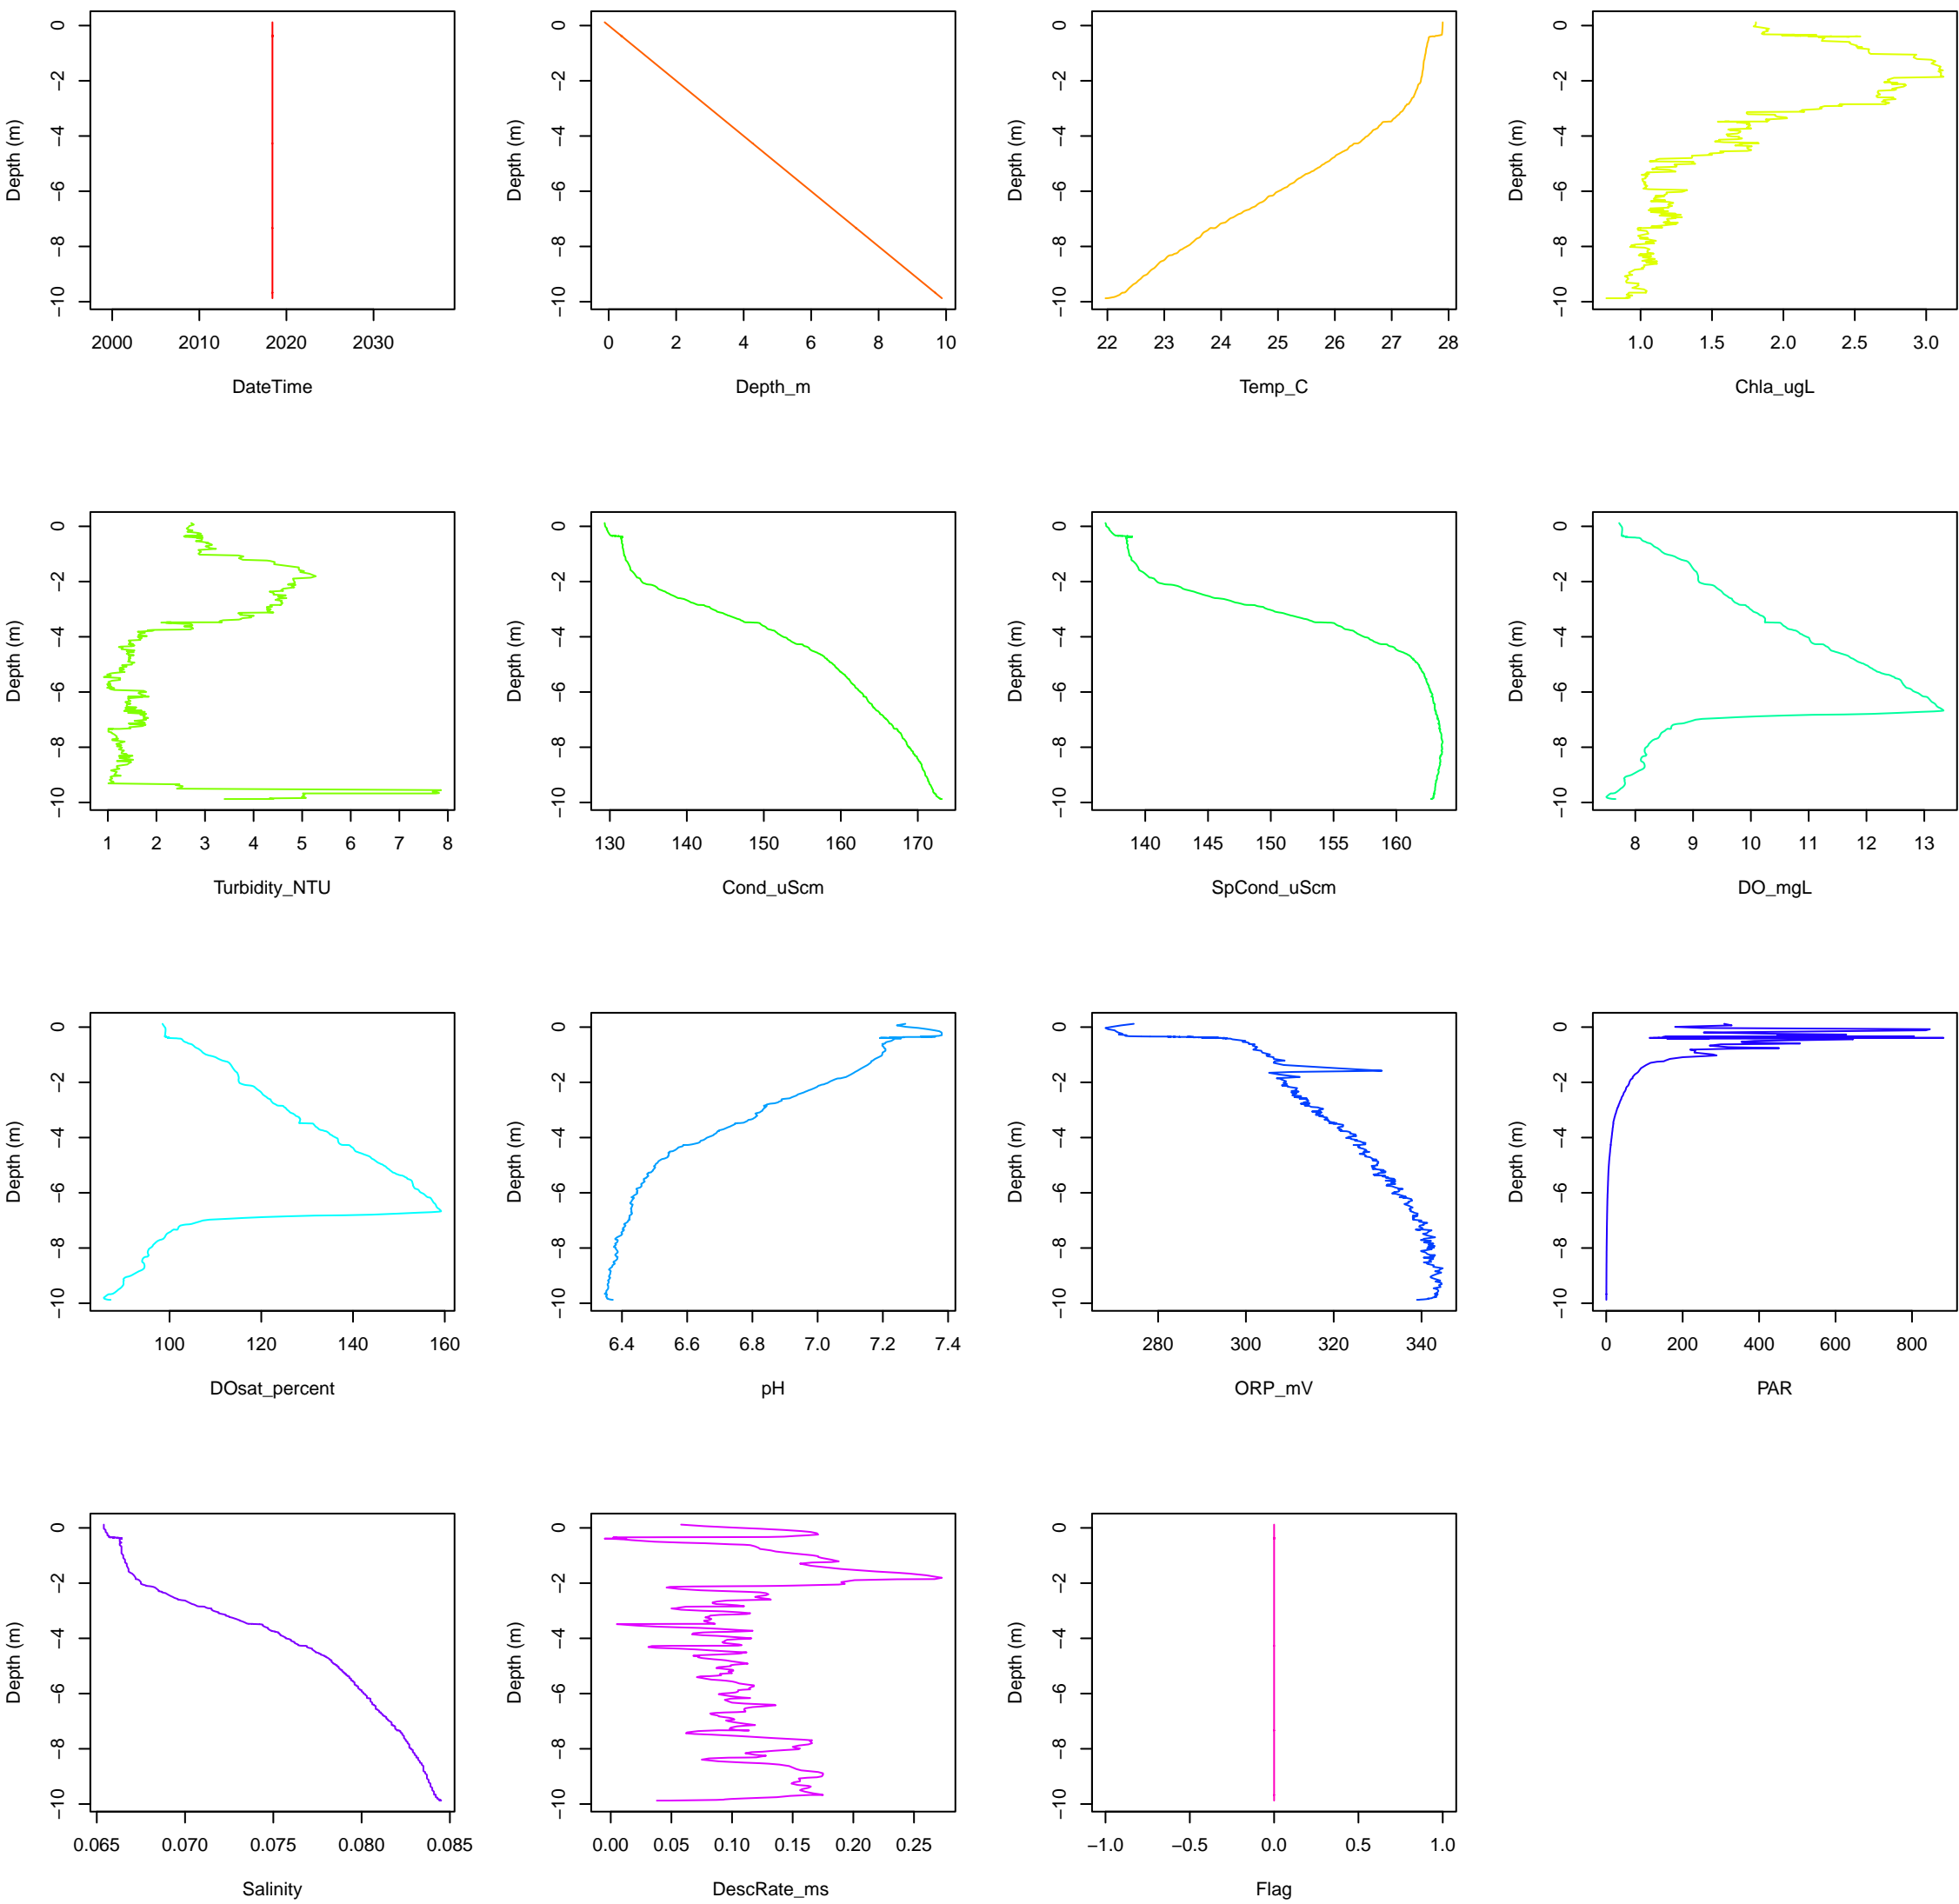 Depth (m)
0
−2
−4
−6
−8
−10
2000 2010 2020 2030
DateTime
Depth (m)
0
−2
−4
−6
−8
−10
0 2 4 6 8 10
Depth_m
Depth (m)
0
−2
−4
−6
−8
−10
22 23 24 25 26 27 28
Temp_C
Depth (m)
0
−2
−4
−6
−8
−10
1.0 1.5 2.0 2.5 3.0
Chla_ugL
Depth (m)
0
−2
−4
−6
−8
−10
1 2 3 4 5 6 7 8
Turbidity_NTU
Depth (m)
0
−2
−4
−6
−8
−10
130 140 150 160 170
Cond_uScm
Depth (m)
0
−2
−4
−6
−8
−10
140 145 150 155 160
SpCond_uScm
Depth (m)
0
−2
−4
−6
−8
−10
8 9 10 11 12 13
DO_mgL
Depth (m)
0
−2
−4
−6
−8
−10
100 120 140 160
DOsat_percent
Depth (m)
0
−2
−4
−6
−8
−10
6.4 6.6 6.8 7.0 7.2 7.4
pH
Depth (m)
0
−2
−4
−6
−8
−10
280 300 320 340
ORP_mV
Depth (m)
0
−2
−4
−6
−8
−10
0 200 400 600 800
PAR
Depth (m)
0
−2
−4
−6
−8
−10
0.065 0.070 0.075 0.080 0.085
Salinity
Depth (m)
0
−2
−4
−6
−8
−10
0.00 0.05 0.10 0.15 0.20 0.25
DescRate_ms
Depth (m)
0
−2
−4
−6
−8
−10
−1.0 −0.5 0.0 0.5 1.0
Flag